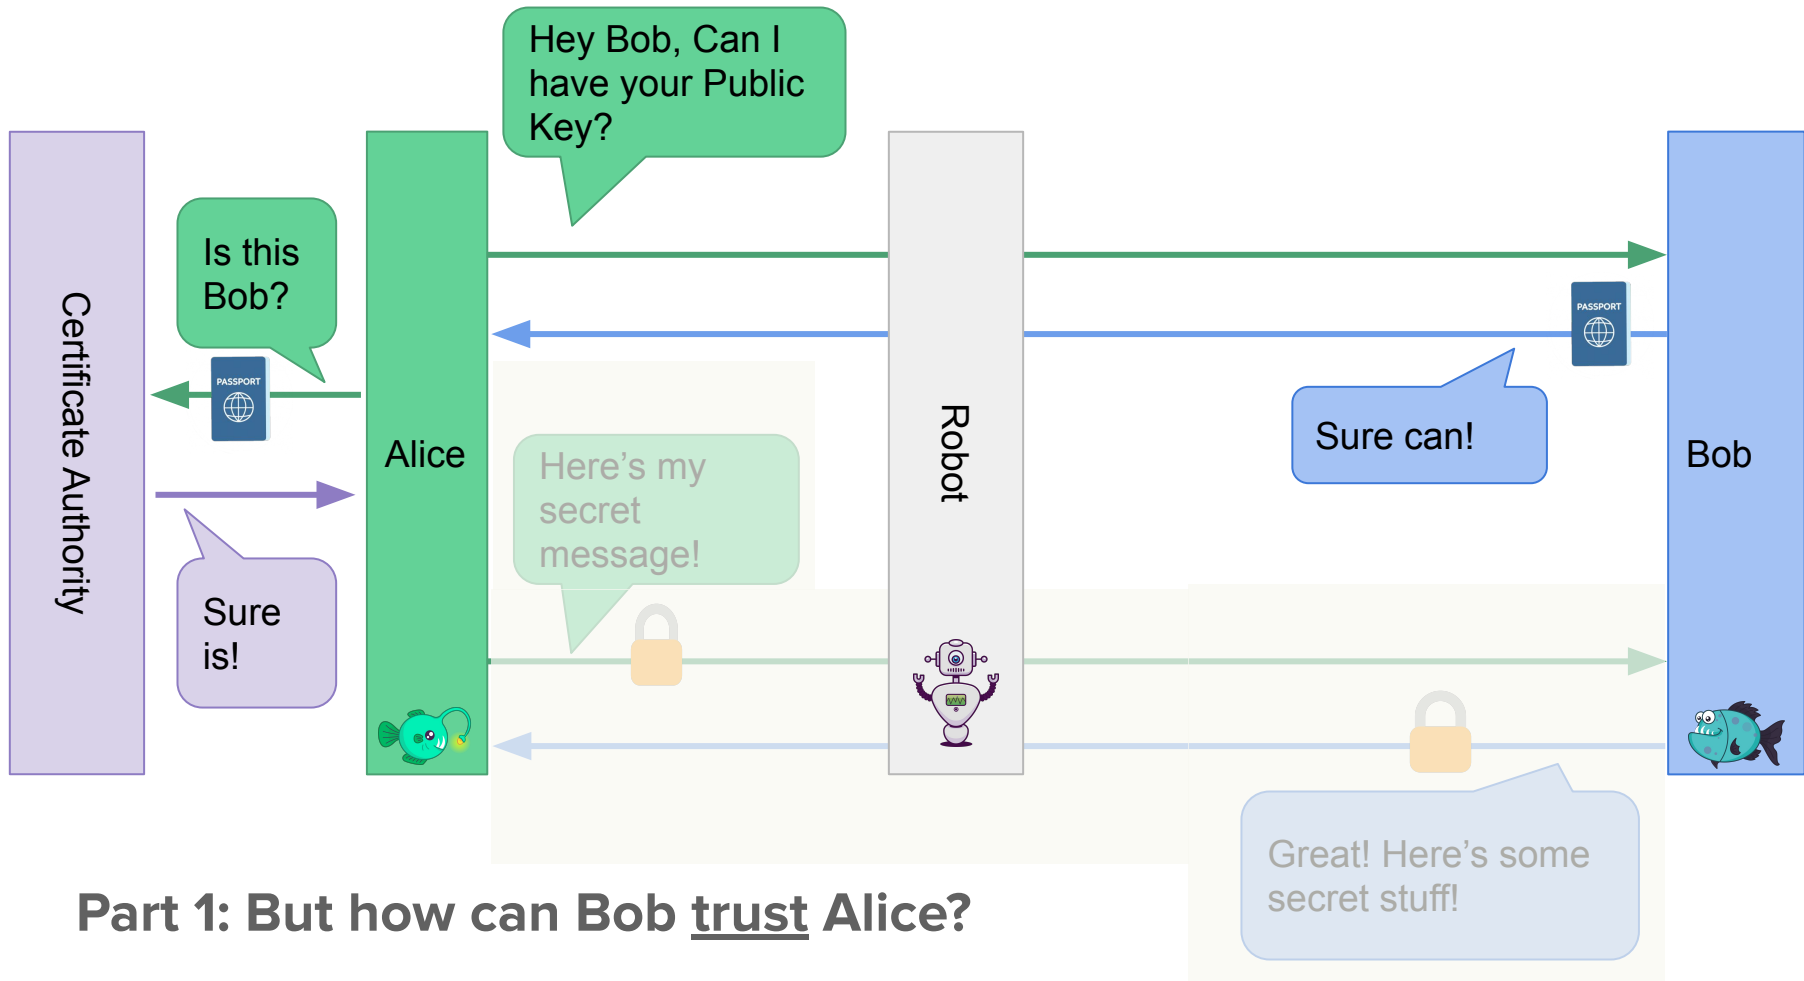 Hey Bob, Can I
have your Public
Key?
Certificate Authority
Is this
Bob?
PASSPORT
Sure
is!
Alice
Here's my
secret
message!
Robot
PASSPORT
Sure can!
Bob
Great! Here's some
secret stuff!
Part 1: But how can Bob trust Alice?